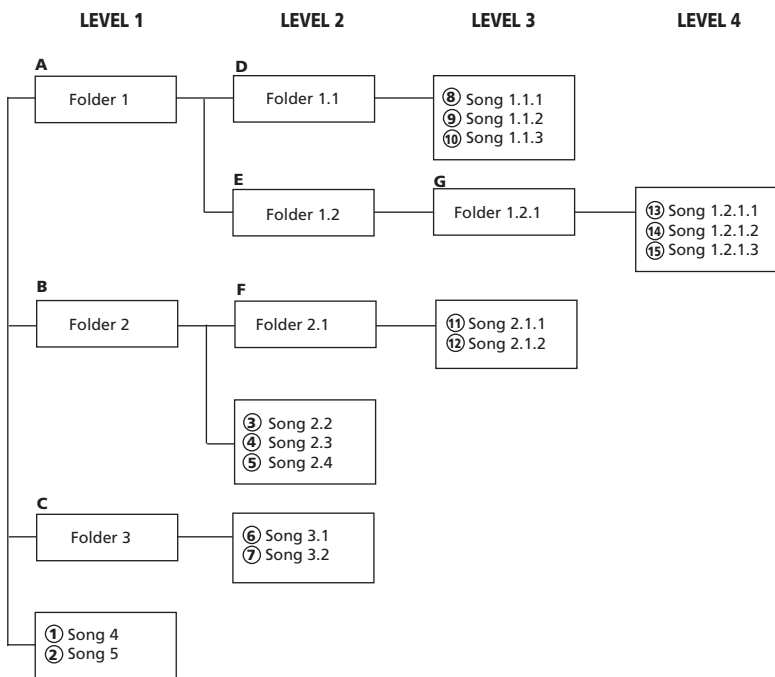 LEVEL 1 LEVEL 2 LEVEL 3 LEVEL 4
A D
Folder 1 Folder 1.1
⑧ Song 1.1.1
⑨ Song 1.1.2
⑩ Song 1.1.3
E G
Folder 1.2 Folder 1.2.1
⑬ Song 1.2.1.1
⑭ Song 1.2.1.2
⑮ Song 1.2.1.3
B F
Folder 2 Folder 2.1
⑪ Song 2.1.1
⑫ Song 2.1.2
③ Song 2.2
④ Song 2.3
⑤ Song 2.4
C
Folder 3
⑥ Song 3.1
⑦ Song 3.2
① Song 4
② Song 5